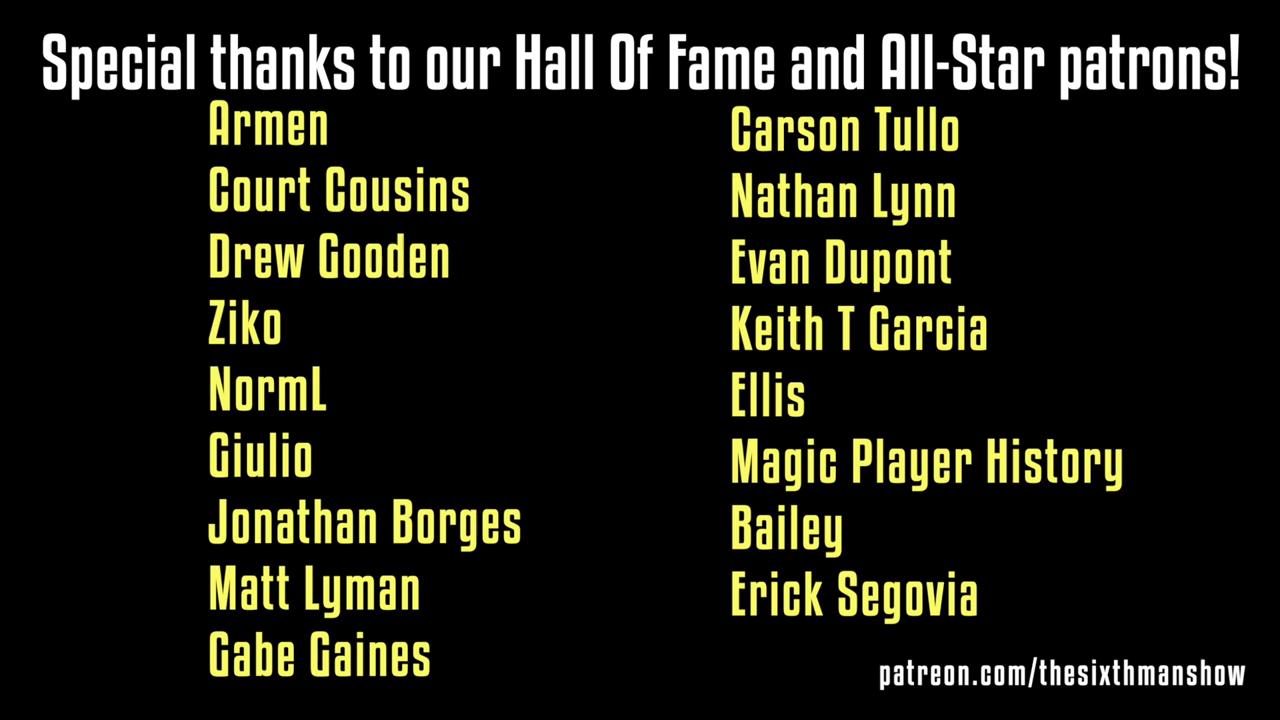 Special thanks to our Hall Of Fame and All-Star patrons!
Armen
Court Cousins
Drew Gooden
Ziko
NormL
Giulio
Jonathan Borges
Matt Lyman
Gabe Gaines
Carson Tullo
Nathan Lynn
Evan Dupont
Keith T Garcia
Ellis
Magic Player History
Bailey
Erick Segovia
patreon.com/thesixthmanshow